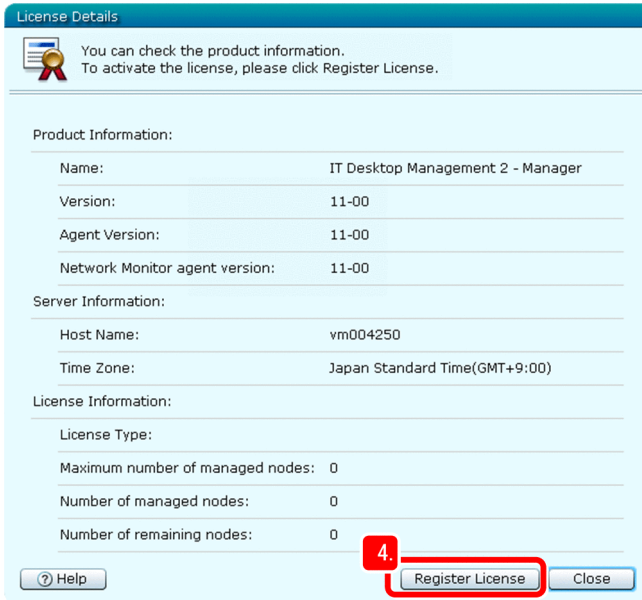 License Details
You can check the product information.
To activate the license, please click Register License.
Product Information:
Name: IT Desktop Management 2 - Manager
Version: 11-00
Agent Version: 11-00
Network Monitor agent version: 11-00
Server Information:
Host Name: vm004250
Time Zone: Japan Standard Time(GMT+9:00)
License Information:
License Type:
Maximum number of managed nodes: 0
Number of managed nodes: 0
Number of remaining nodes: 0
4.
? Help Register License Close